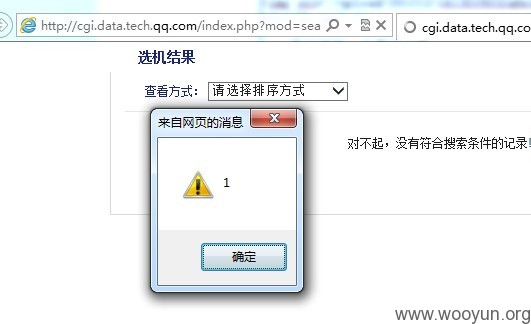 http://cgi.data.tech.qq.com/index.php?mod=sea
cgi.data.tech.qq.co
选机结果
查看方式：
请选择排序方式
来自网页的消息
对不起，没有符合搜索条件的记录!
1
确定
www.wooyun.org